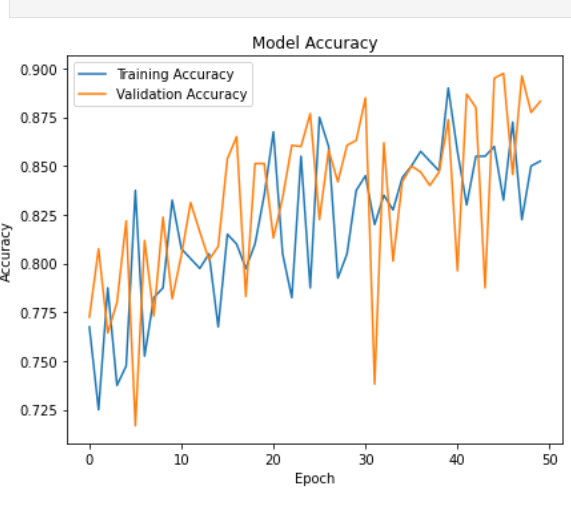 Model Accuracy
0.900
0.875
0.850
0.825
0.800
0.775
0.750
0.725
Accuracy
Training Accuracy
Validation Accuracy
0 10 20 30 40 50
Epoch